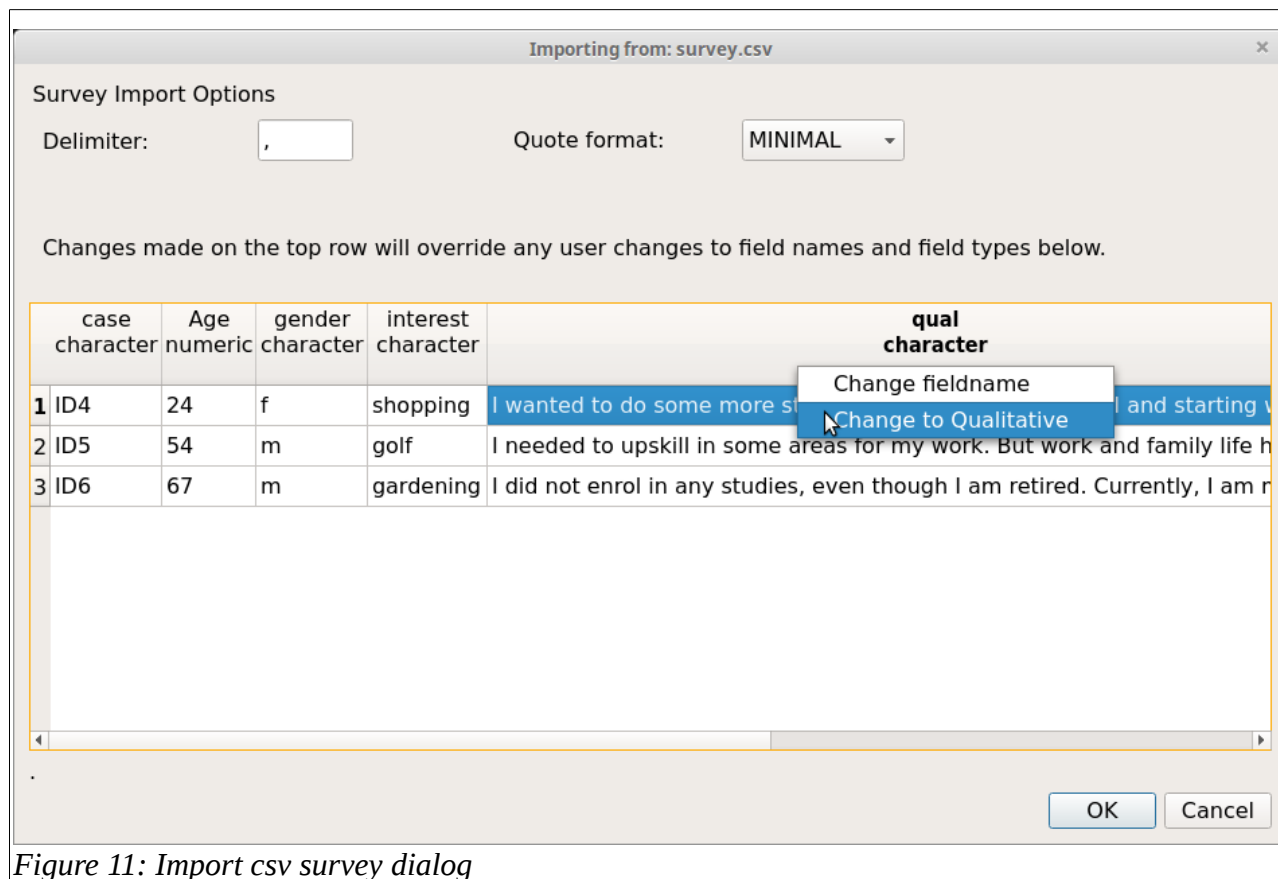 Importing from: survey.csv ×
Survey Import Options
Delimiter: , Quote format: MINIMAL
Changes made on the top row will override any user changes to field names and field types below.
case Age gender interest qual
character numeric character character character
Change fieldname
1 ID4 24 f shopping I wanted to do some more and starting
Change to Qualitative
2 ID5 54 m golf I needed to upskill in some areas for my work. But work and family life
3 ID6 67 m gardening I did not enrol in any studies, even though I am retired. Currently, I am
.
OK Cancel
Figure 11: Import csv survey dialog